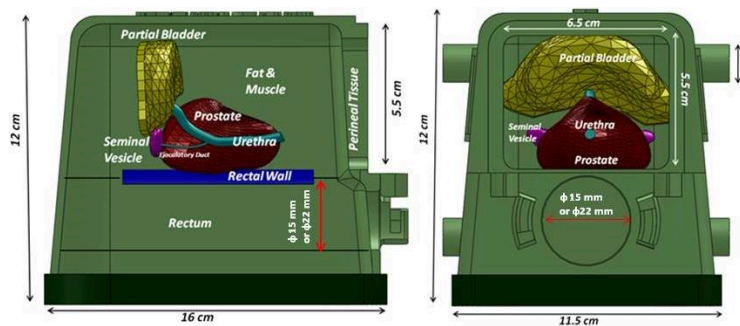 Partial Bladder
Fat &
Muscle
Prostate
Seminal
Vesicle
Ejaculatory Duct
Urethra
Rectal Wall
Rectum
Perineal Tissue
ϕ15 mm
or ϕ22 mm
5.5 cm
12 cm
16 cm
6.5 cm
Partial Bladder
5.5 cm
Urethra
Seminal
Vesicle
Prostate
ϕ15 mm
or ϕ22 mm
12 cm
11.5 cm